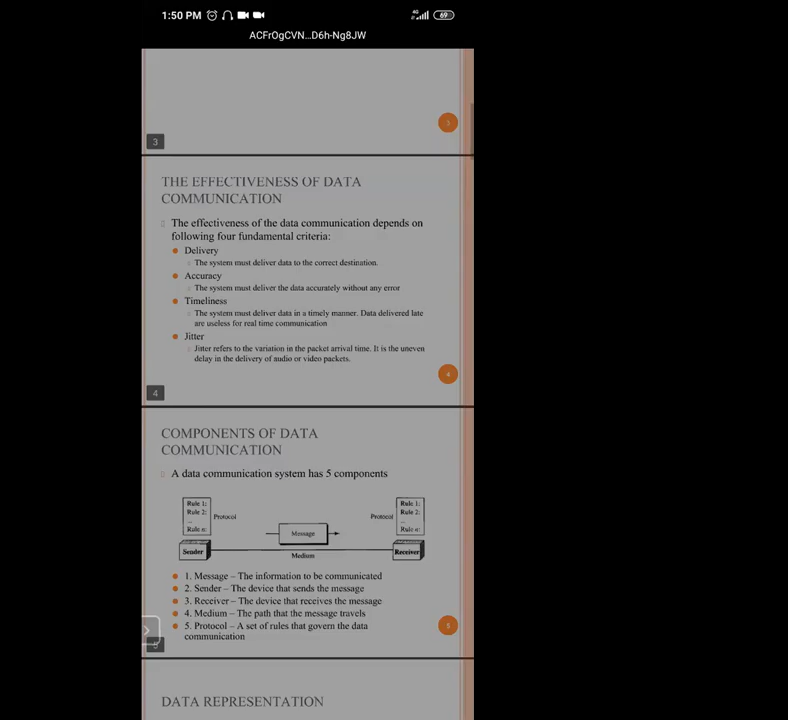 1:50 PM
4G
69
ACFrOgCVN...D6h-Ng8JW
3
3
THE EFFECTIVENESS OF DATA
COMMUNICATION
The effectiveness of the data communication depends on
following four fundamental criteria:
Delivery
The system must deliver data to the correct destination.
Accuracy
The system must deliver the data accurately without any error
Timeliness
The system must deliver data in a timely manner. Data delivered late
are useless for real time communication
Jitter
Jitter refers to the variation in the packet arrival time. It is the uneven
delay in the delivery of audio or video packets.
4
4
COMPONENTS OF DATA
COMMUNICATION
A data communication system has 5 components
Rule 1:
Rule 2:
...
Rule n:
Protocol
Message
Protocol
Rule 1:
Rule 2:
...
Rule n:
Sender
Medium
Receiver
1. Message – The information to be communicated
2. Sender – The device that sends the message
3. Receiver – The device that receives the message
4. Medium – The path that the message travels
5. Protocol – A set of rules that govern the data
communication
5
5
DATA REPRESENTATION